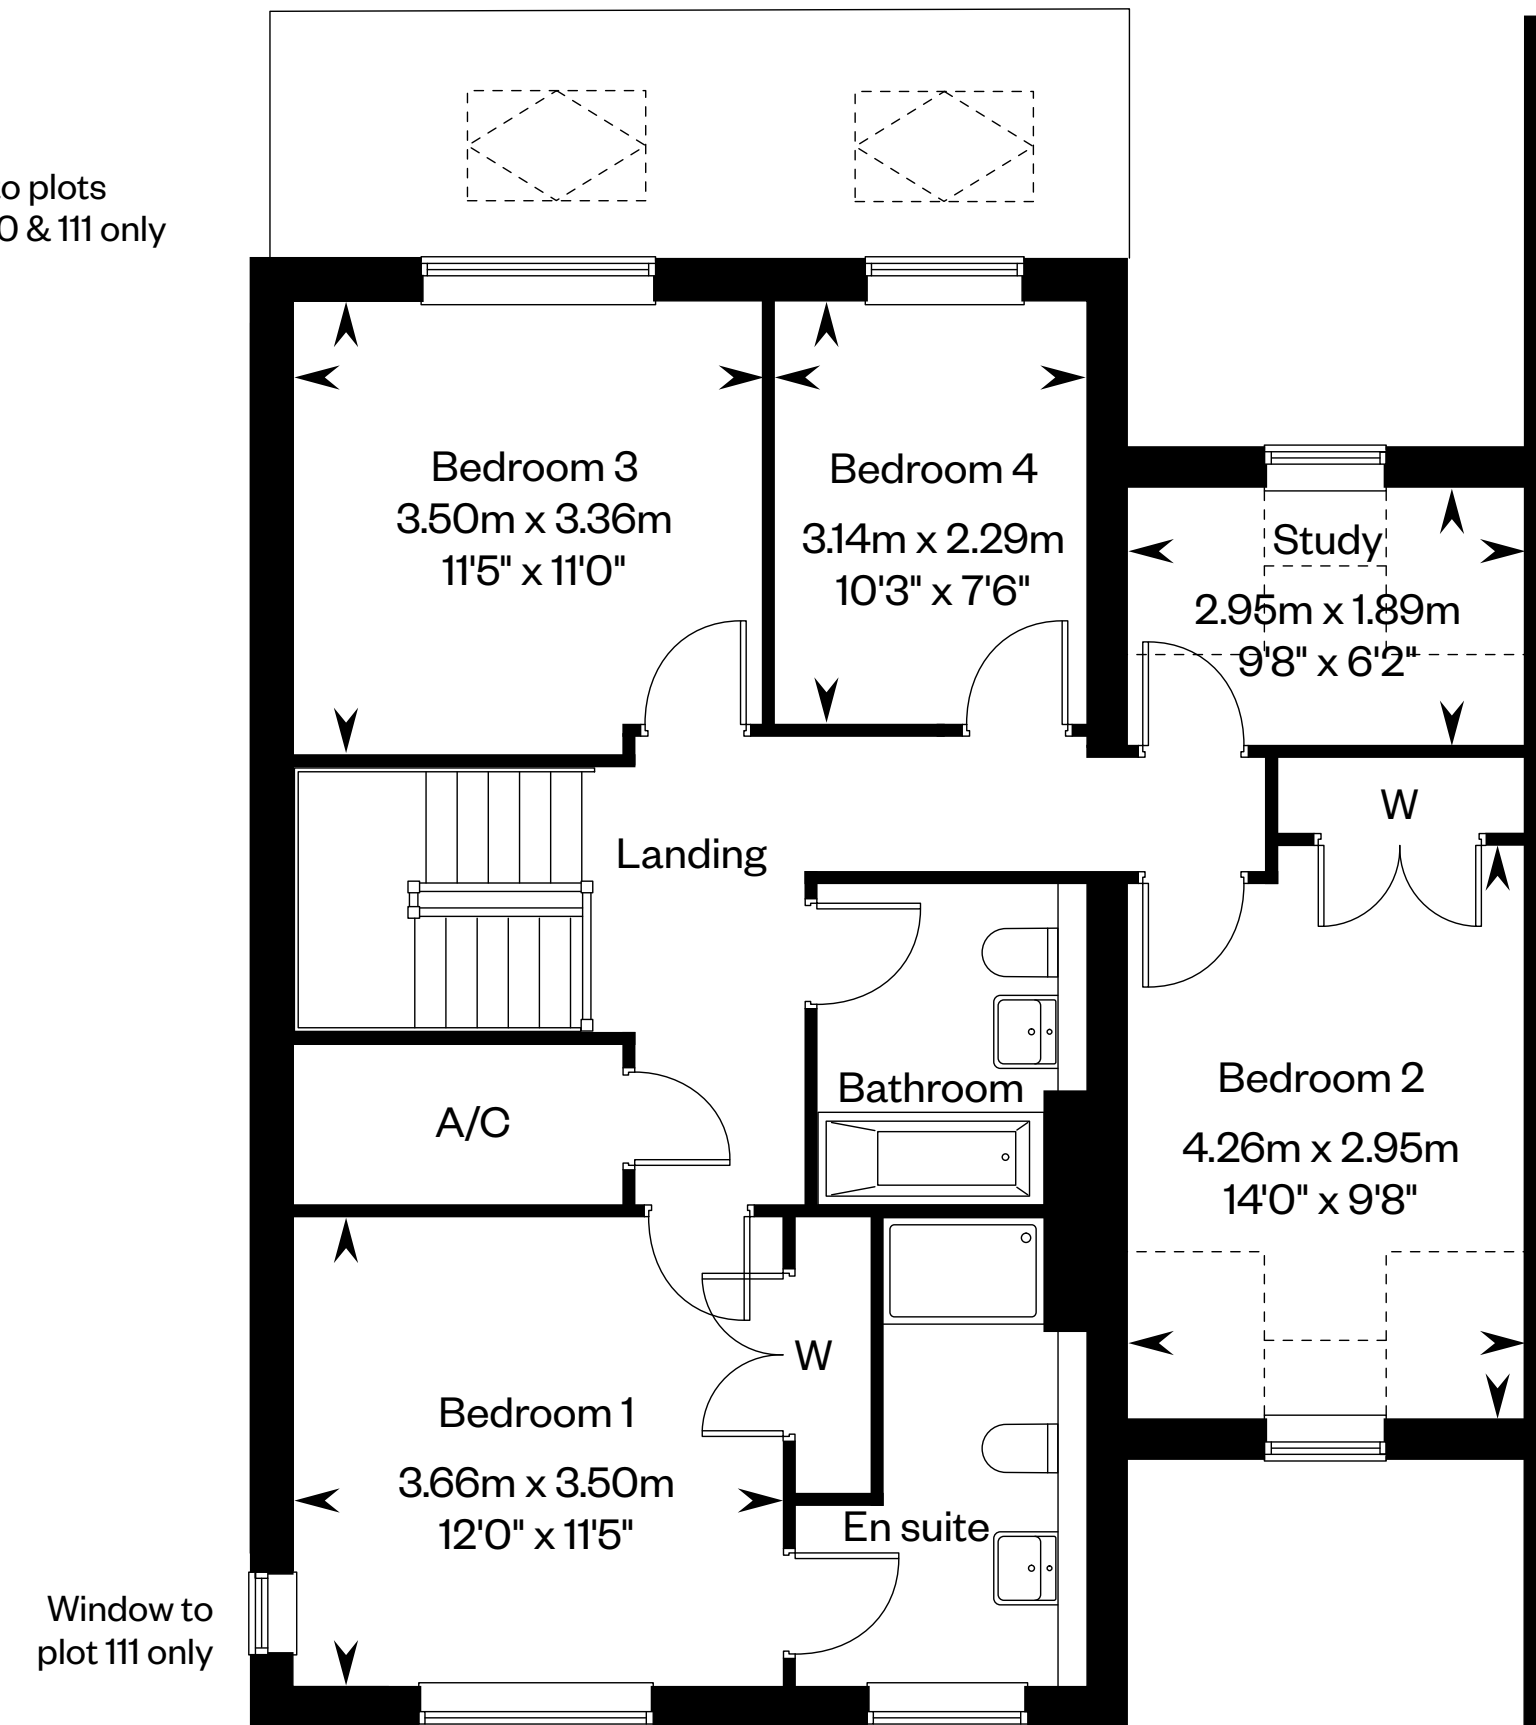 plots
& 111 only
Bedroom 3
3.50m x 3.36m
11'5" x 11'0"
Bedroom 4
3.14m x 2.29m
10'3" x 7'6"
Study
2.95m x 1.89m
9'8" x 6'2"
W
Landing
Bathroom
A/C
Bedroom 2
4.26m x 2.95m
14'0" x 9'8"
W
Bedroom 1
3.66m x 3.50m
12'0" x 11'5"
En suite
Window to
plot 111 only